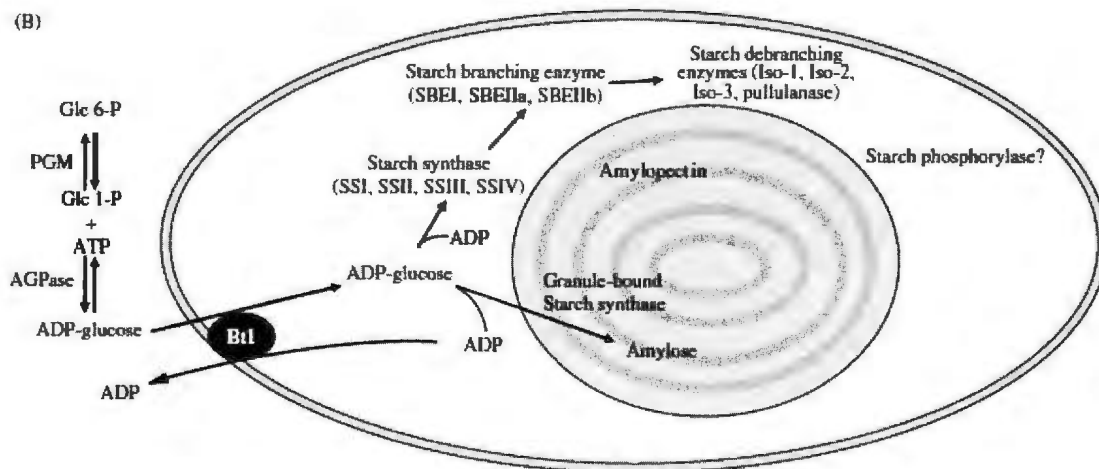 (B)
Glc 6-P
PGM
Glc 1-P
+
ATP
AGPase
ADP-glucose
ADP
Bt1
Starch branching enzyme
(SBEI, SBEIIa, SBEIIb)
Starch debranching
enzymes (Iso-1, Iso-2,
Iso-3, pullulanase)
Starch synthase
(SSI, SSII, SSIII, SSIV)
ADP
ADP-glucose
ADP
Amylopectin
Granule-bound
Starch synthase
Amylose
Starch phosphorylase?